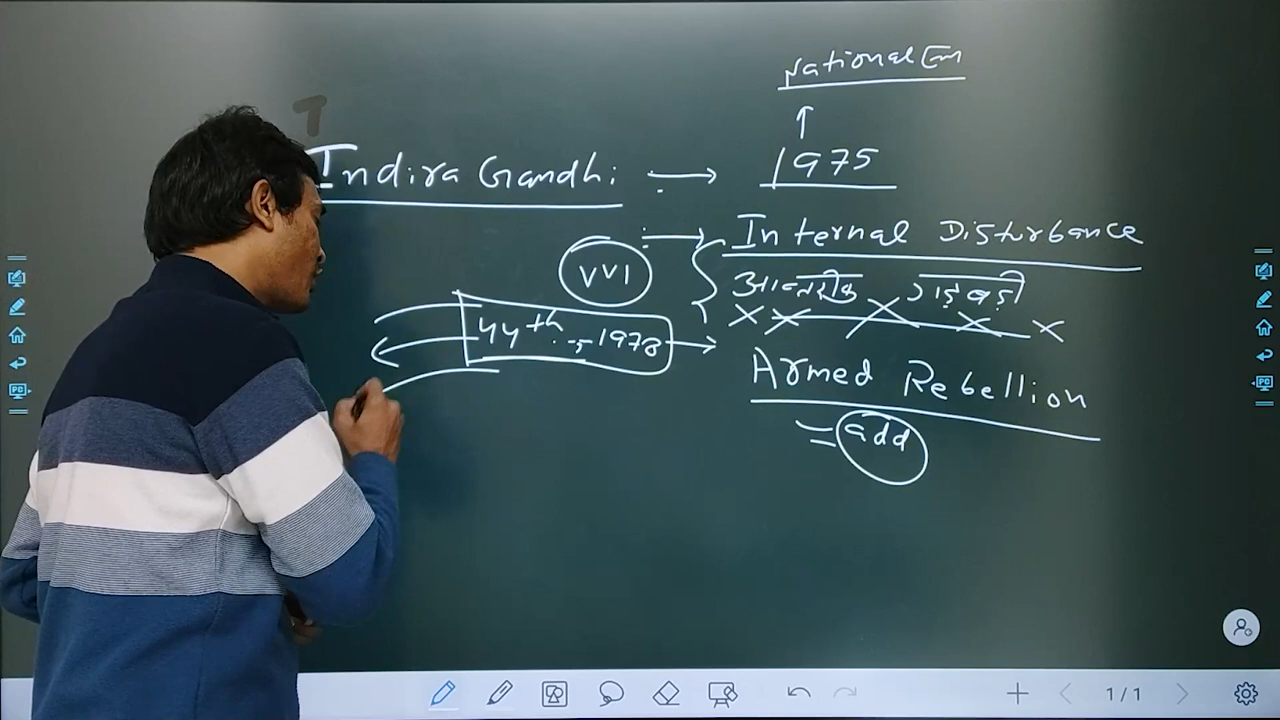 National Em
↑
Indira Gandhi → 1975
→ Internal Disturbance
VVI
आन्तरीक गड़बड़ी
44th - 1978 →
Armed Rebellion
= add
1/1